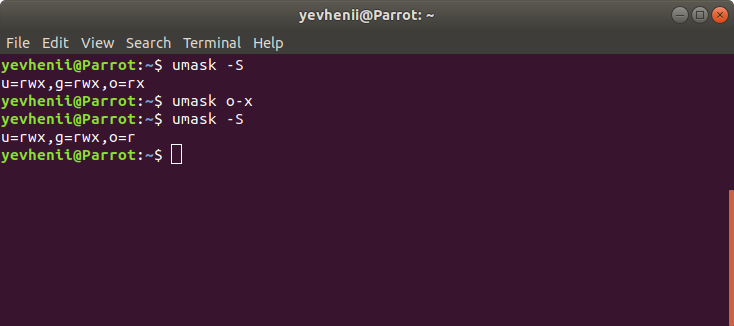 yevhenii@Parrot: ~
File Edit View Search Terminal Help
yevhenii@Parrot:~$ umask -S
u=rwx,g=rwx,o=rx
yevhenii@Parrot:~$ umask o-x
yevhenii@Parrot:~$ umask -S
u=rwx,g=rwx,o=r
yevhenii@Parrot:~$